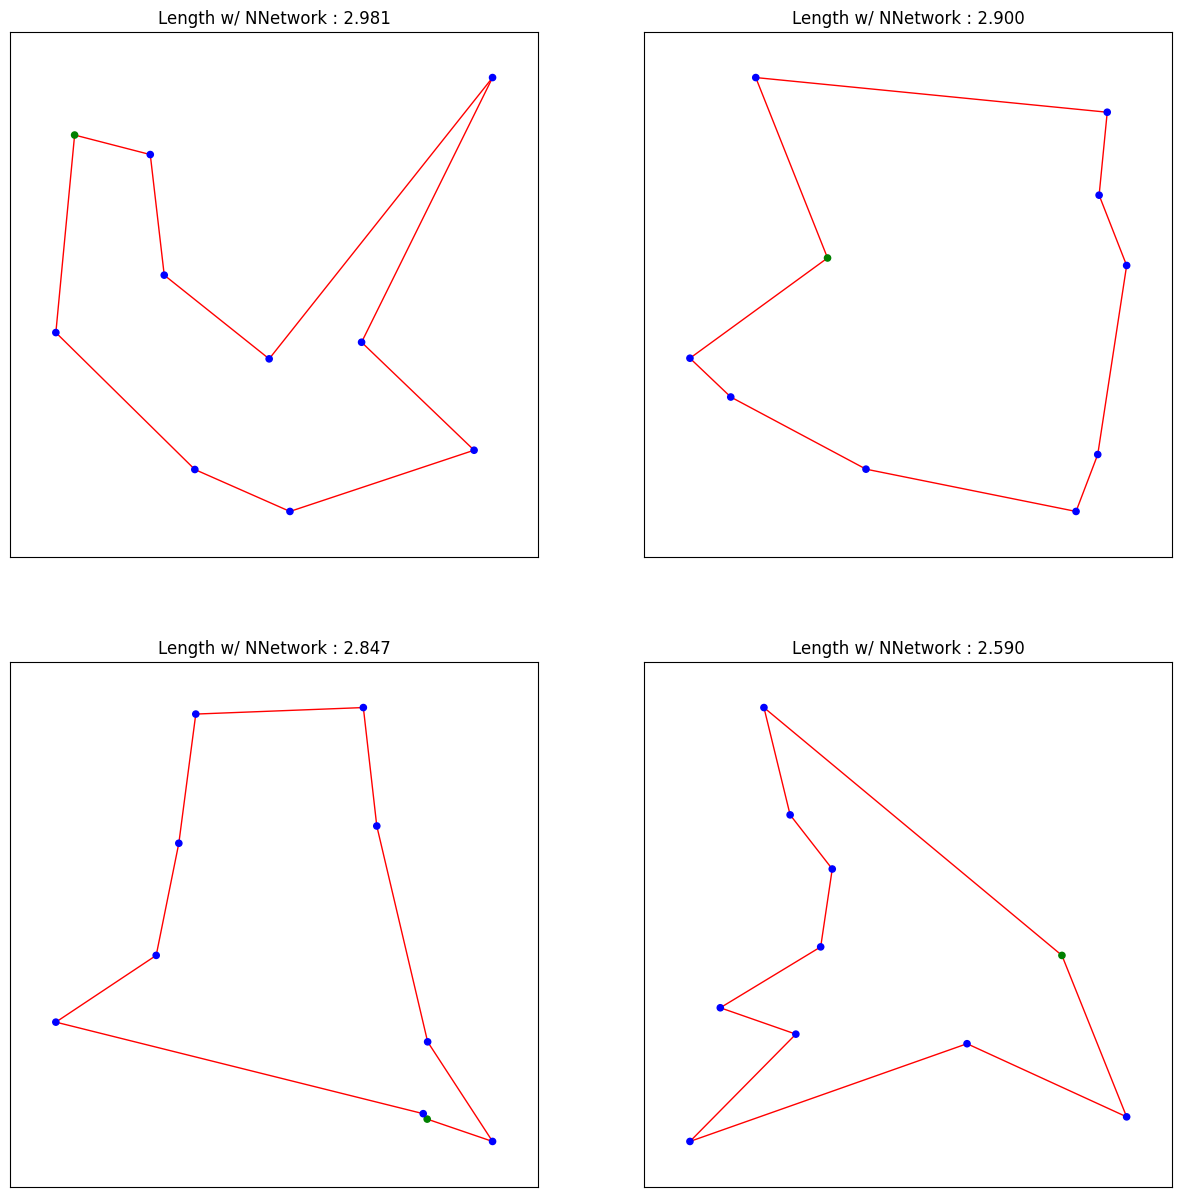 Length w/ NNetwork : 2.981
Length w/ NNetwork : 2.900
Length w/ NNetwork : 2.847
Length w/ NNetwork : 2.590